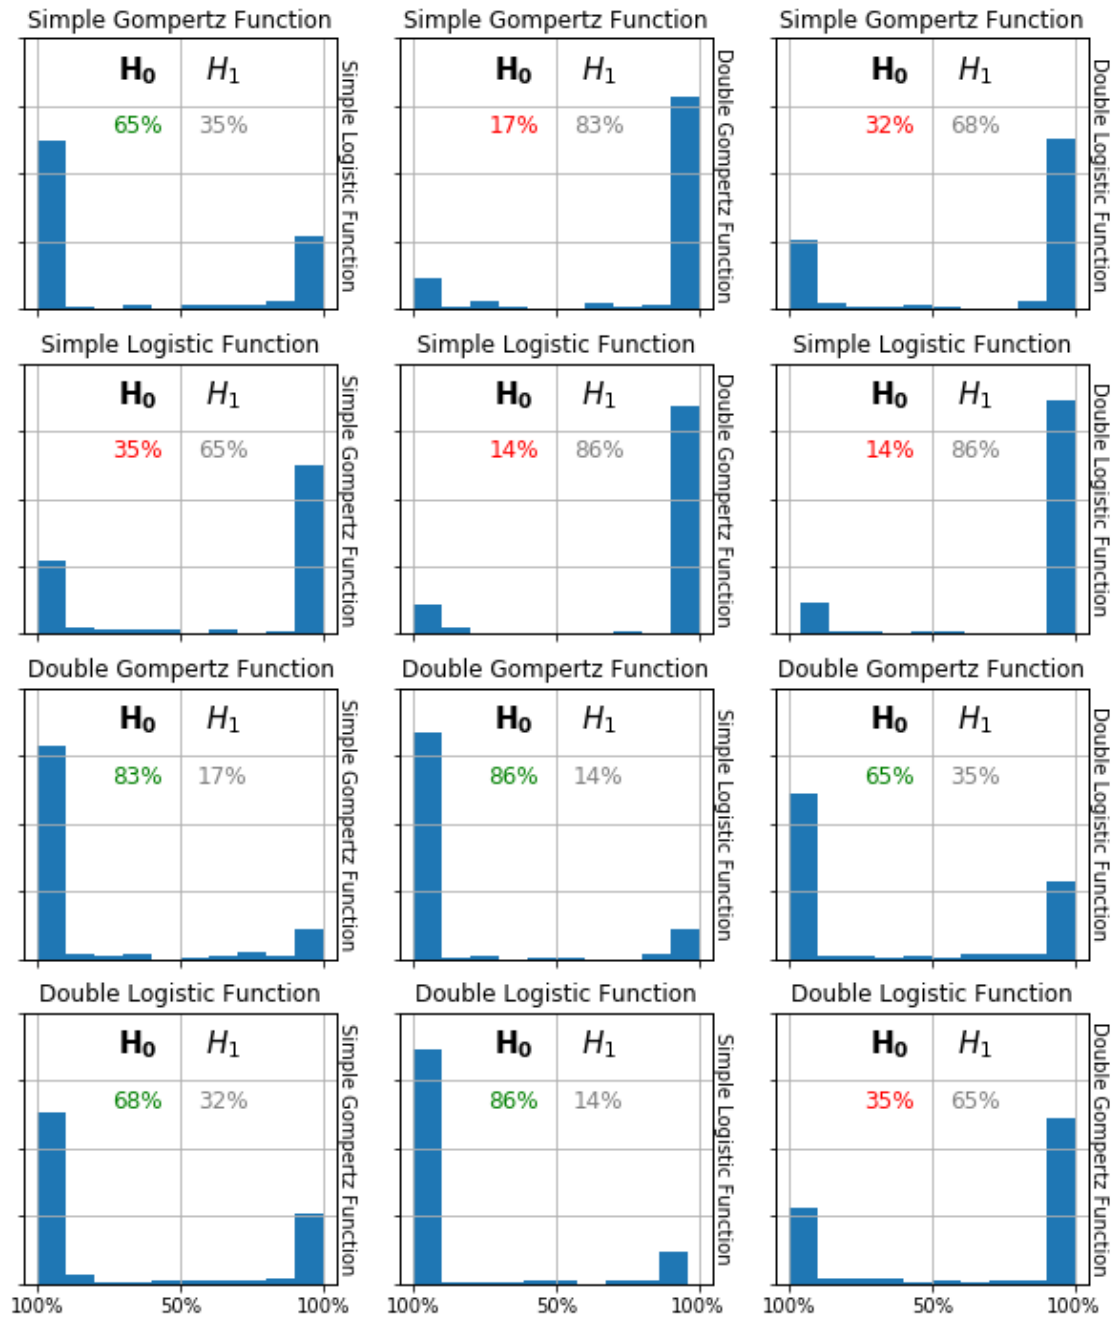 Simple Gompertz Function
H0 H1
65% 35%
Simple Logistic Function
Simple Gompertz Function
H0 H1
17% 83%
Double Gompertz Function
Simple Gompertz Function
H0 H1
32% 68%
Double Logistic Function
Simple Logistic Function
H0 H1
35% 65%
Simple Gompertz Function
Simple Logistic Function
H0 H1
14% 86%
Double Gompertz Function
Simple Logistic Function
H0 H1
14% 86%
Double Logistic Function
Double Gompertz Function
H0 H1
83% 17%
Simple Gompertz Function
Double Gompertz Function
H0 H1
86% 14%
Simple Logistic Function
Double Gompertz Function
H0 H1
65% 35%
Double Logistic Function
Double Logistic Function
H0 H1
68% 32%
Simple Gompertz Function
100% 50% 100%
Double Logistic Function
H0 H1
86% 14%
Simple Logistic Function
100% 50% 100%
Double Logistic Function
H0 H1
35% 65%
Double Gompertz Function
100% 50% 100%